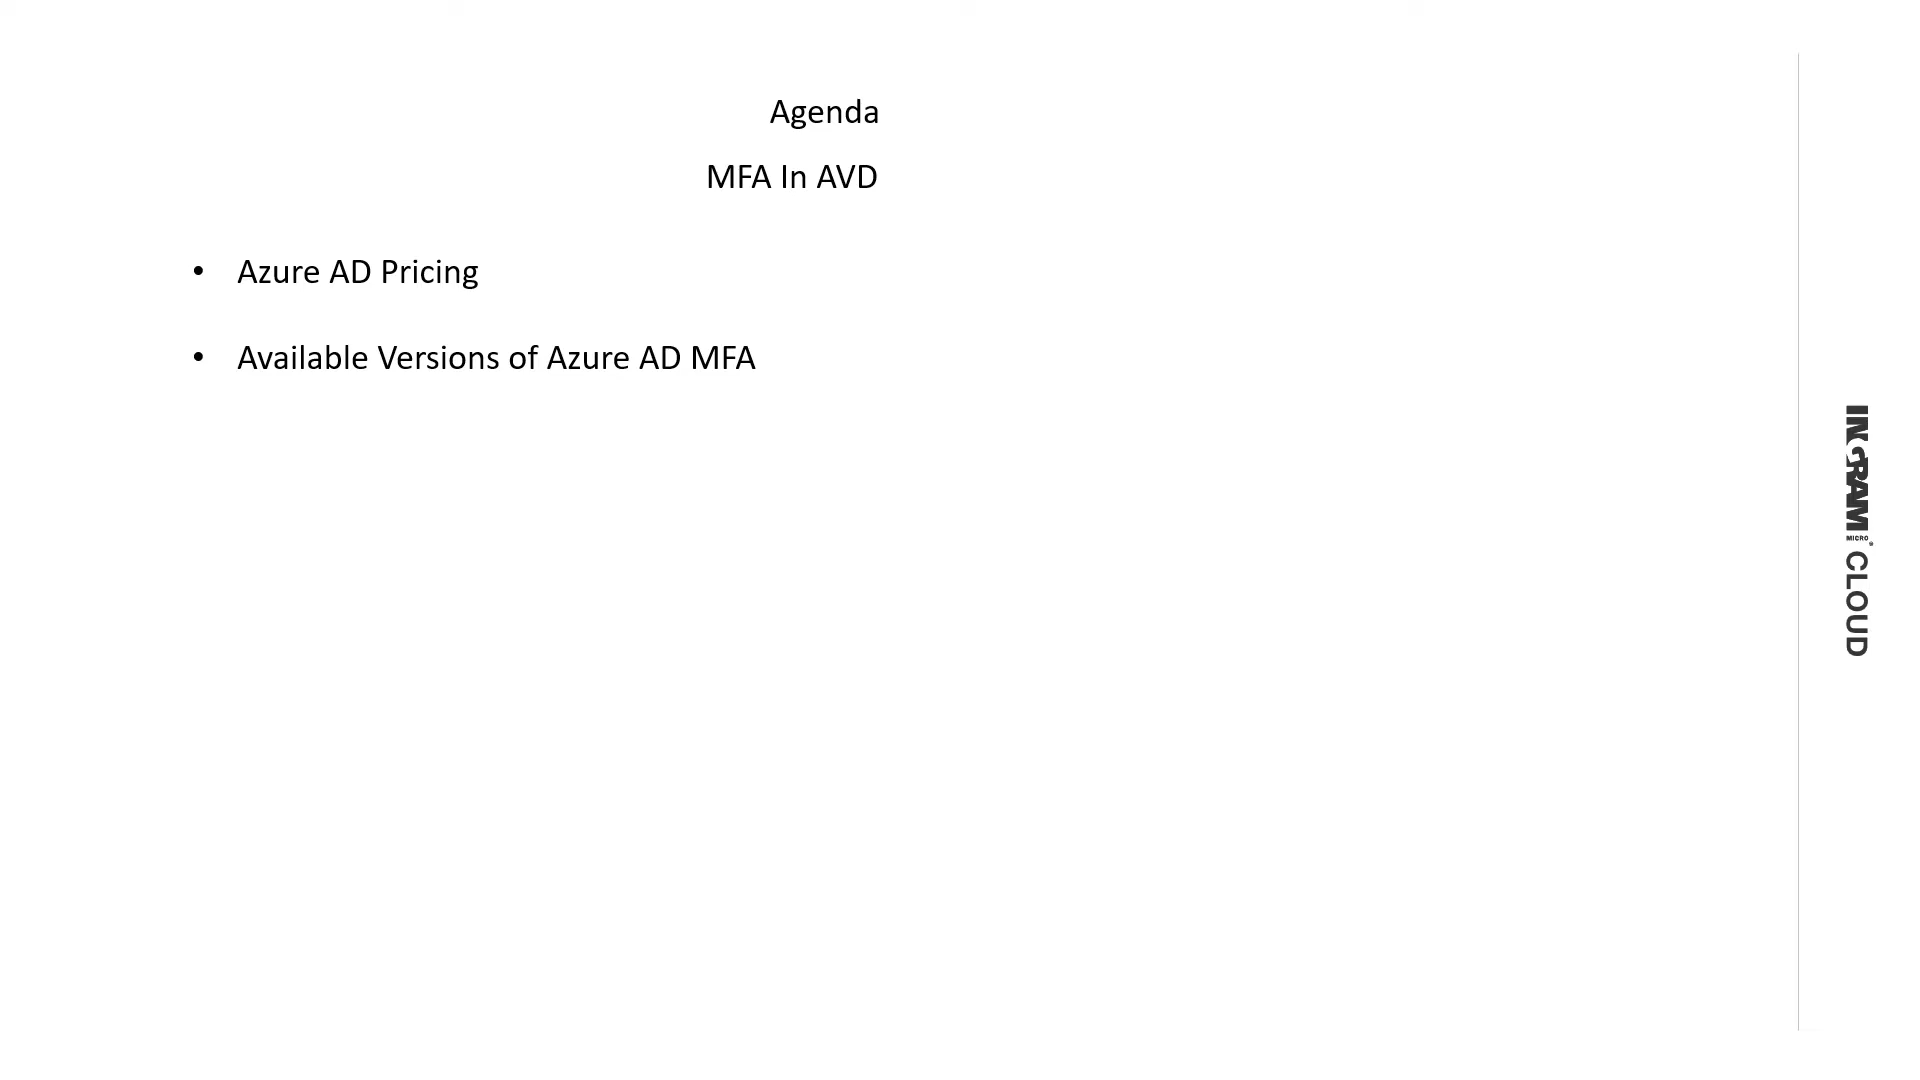 Agenda
MFA In AVD
• Azure AD Pricing
• Available Versions of Azure AD MFA
INGRAM MICRO® CLOUD